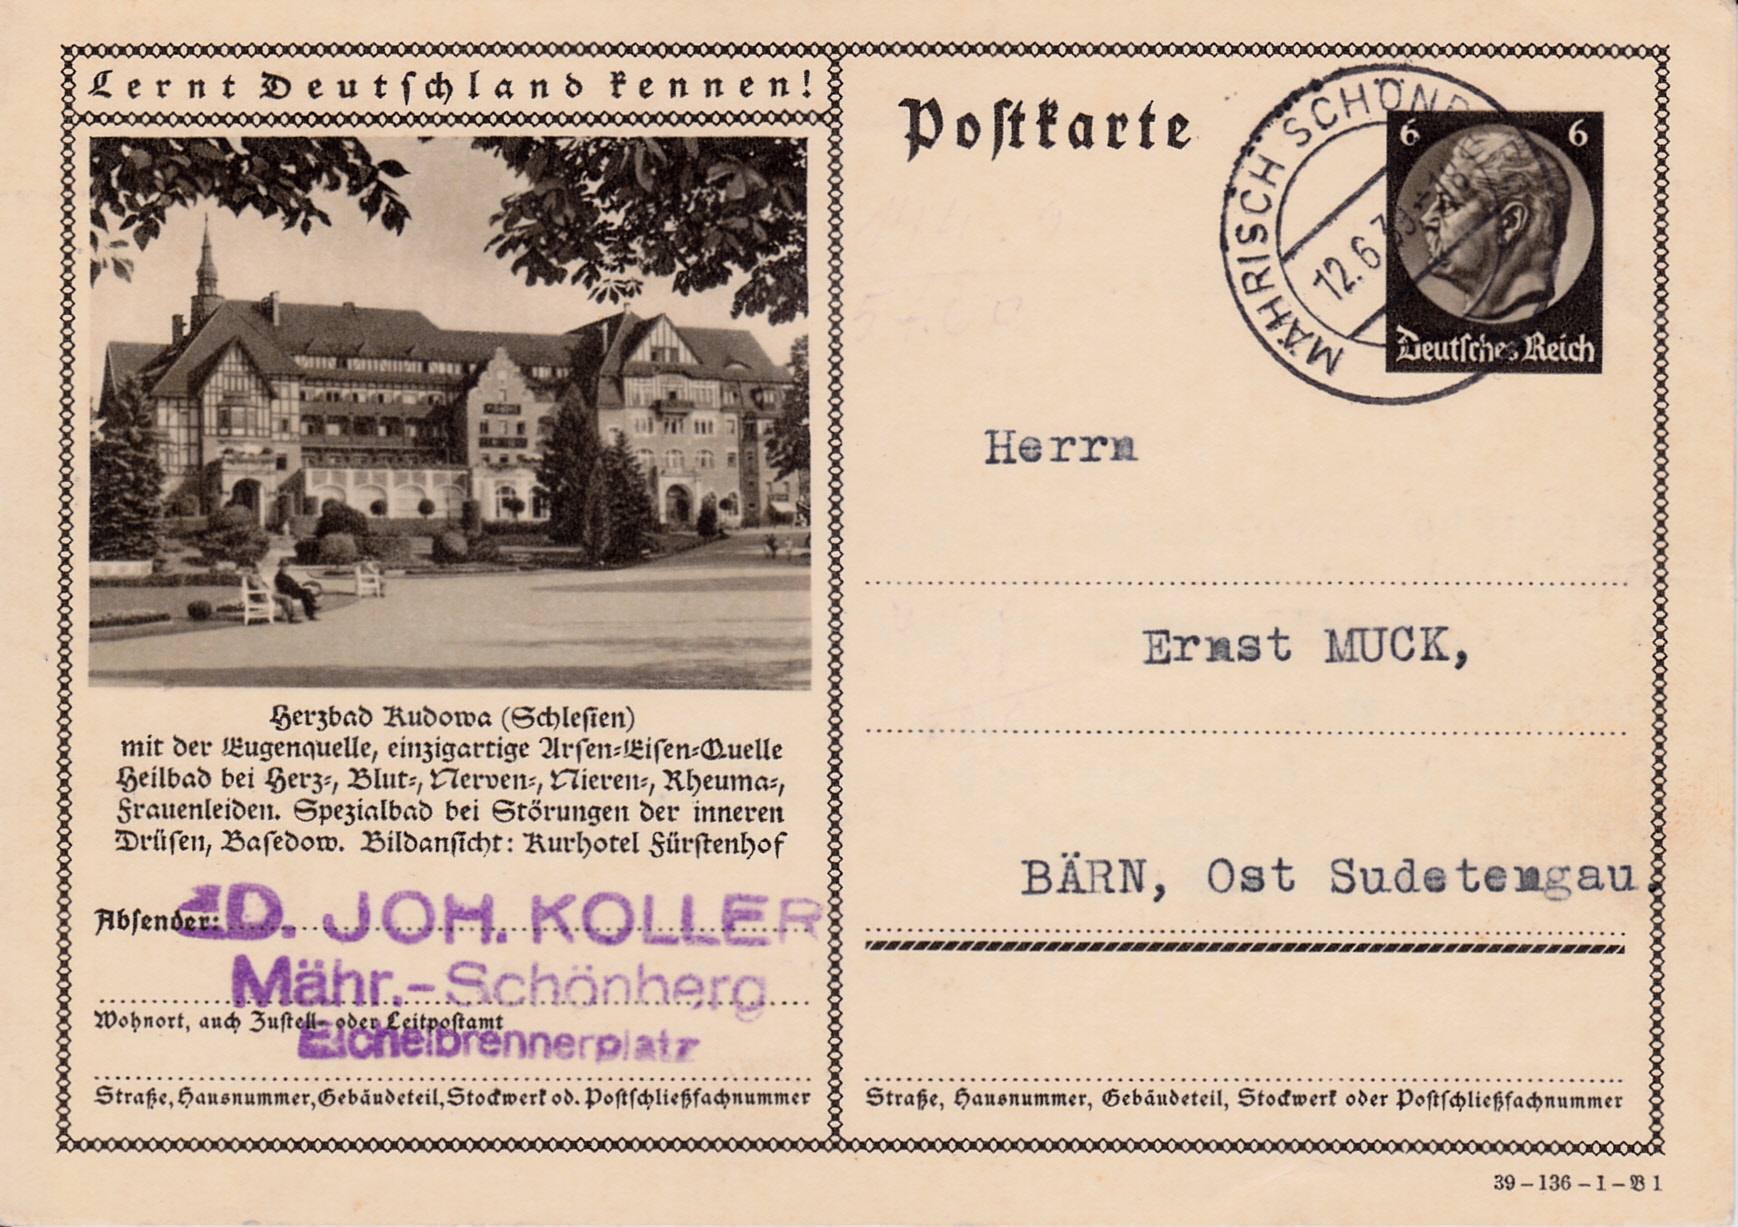 Lernt Deutschland kennen!
Herzbad Kudowa (Schlesien)
mit der Eugenquelle, einzigartige Arsen-Eisen-Quelle
Heilbad bei Herz-, Blut-, Nerven-, Nieren-, Rheuma-,
Frauenleiden. Spezialbad bei Störungen der inneren
Drüsen, Basedow. Bildansicht: Kurhotel Fürstenhof
Absender:
ED. JOH. KOLLER
Mähr.-Schönberg
Wohnort, auch Zustell- oder Leitpostamt
Eichelbrennerplatz
Straße, Hausnummer, Gebäudeteil, Stockwerk od. Postschließfachnummer
Postkarte
MÄHRISCH SCHÖNB
12.6.39
6 6
Deutsches Reich
Herrn
Ernst MUCK,
BÄRN, Ost Sudetengau.
Straße, Hausnummer, Gebäudeteil, Stockwerk oder Postschließfachnummer
39 – 136 – 1 – B 1